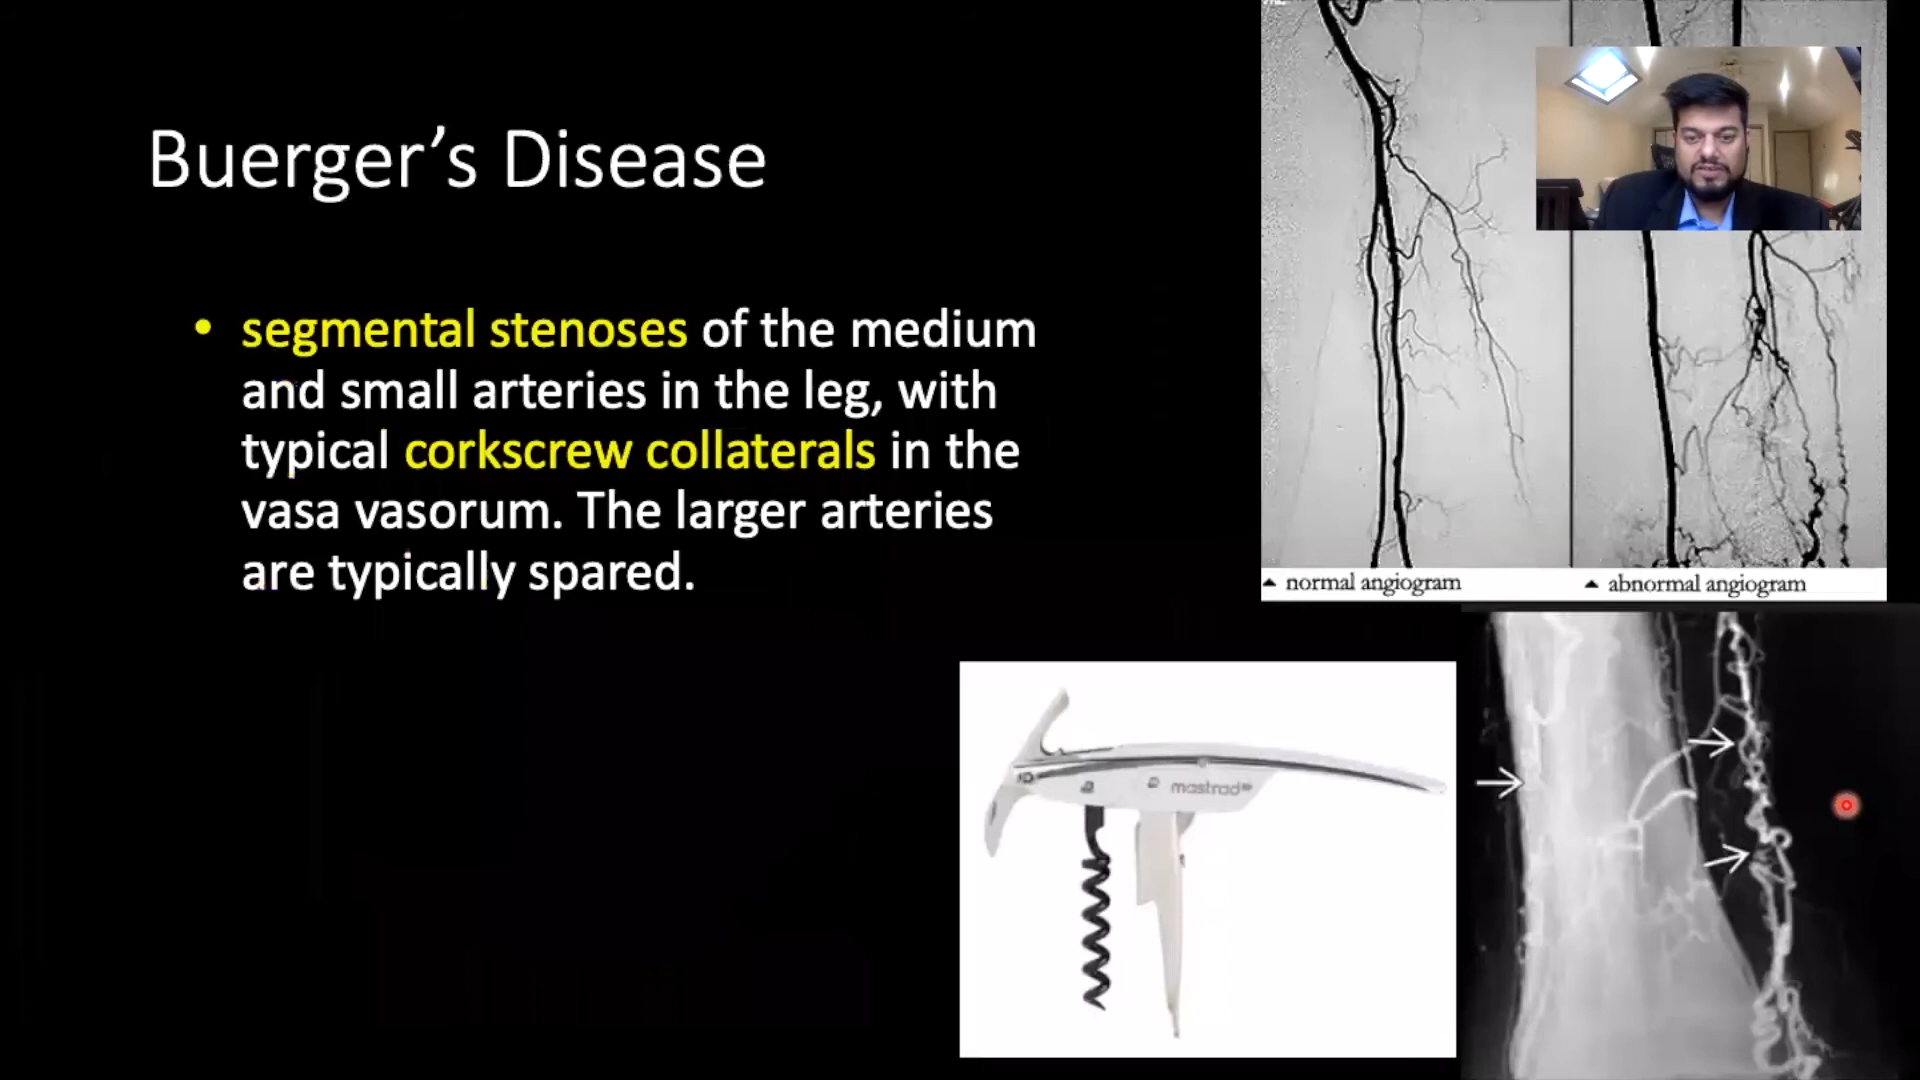 Buerger’s Disease
• segmental stenoses of the medium
and small arteries in the leg, with
typical corkscrew collaterals in the
vasa vasorum. The larger arteries
are typically spared.
normal angiogram
abnormal angiogram
mastrad